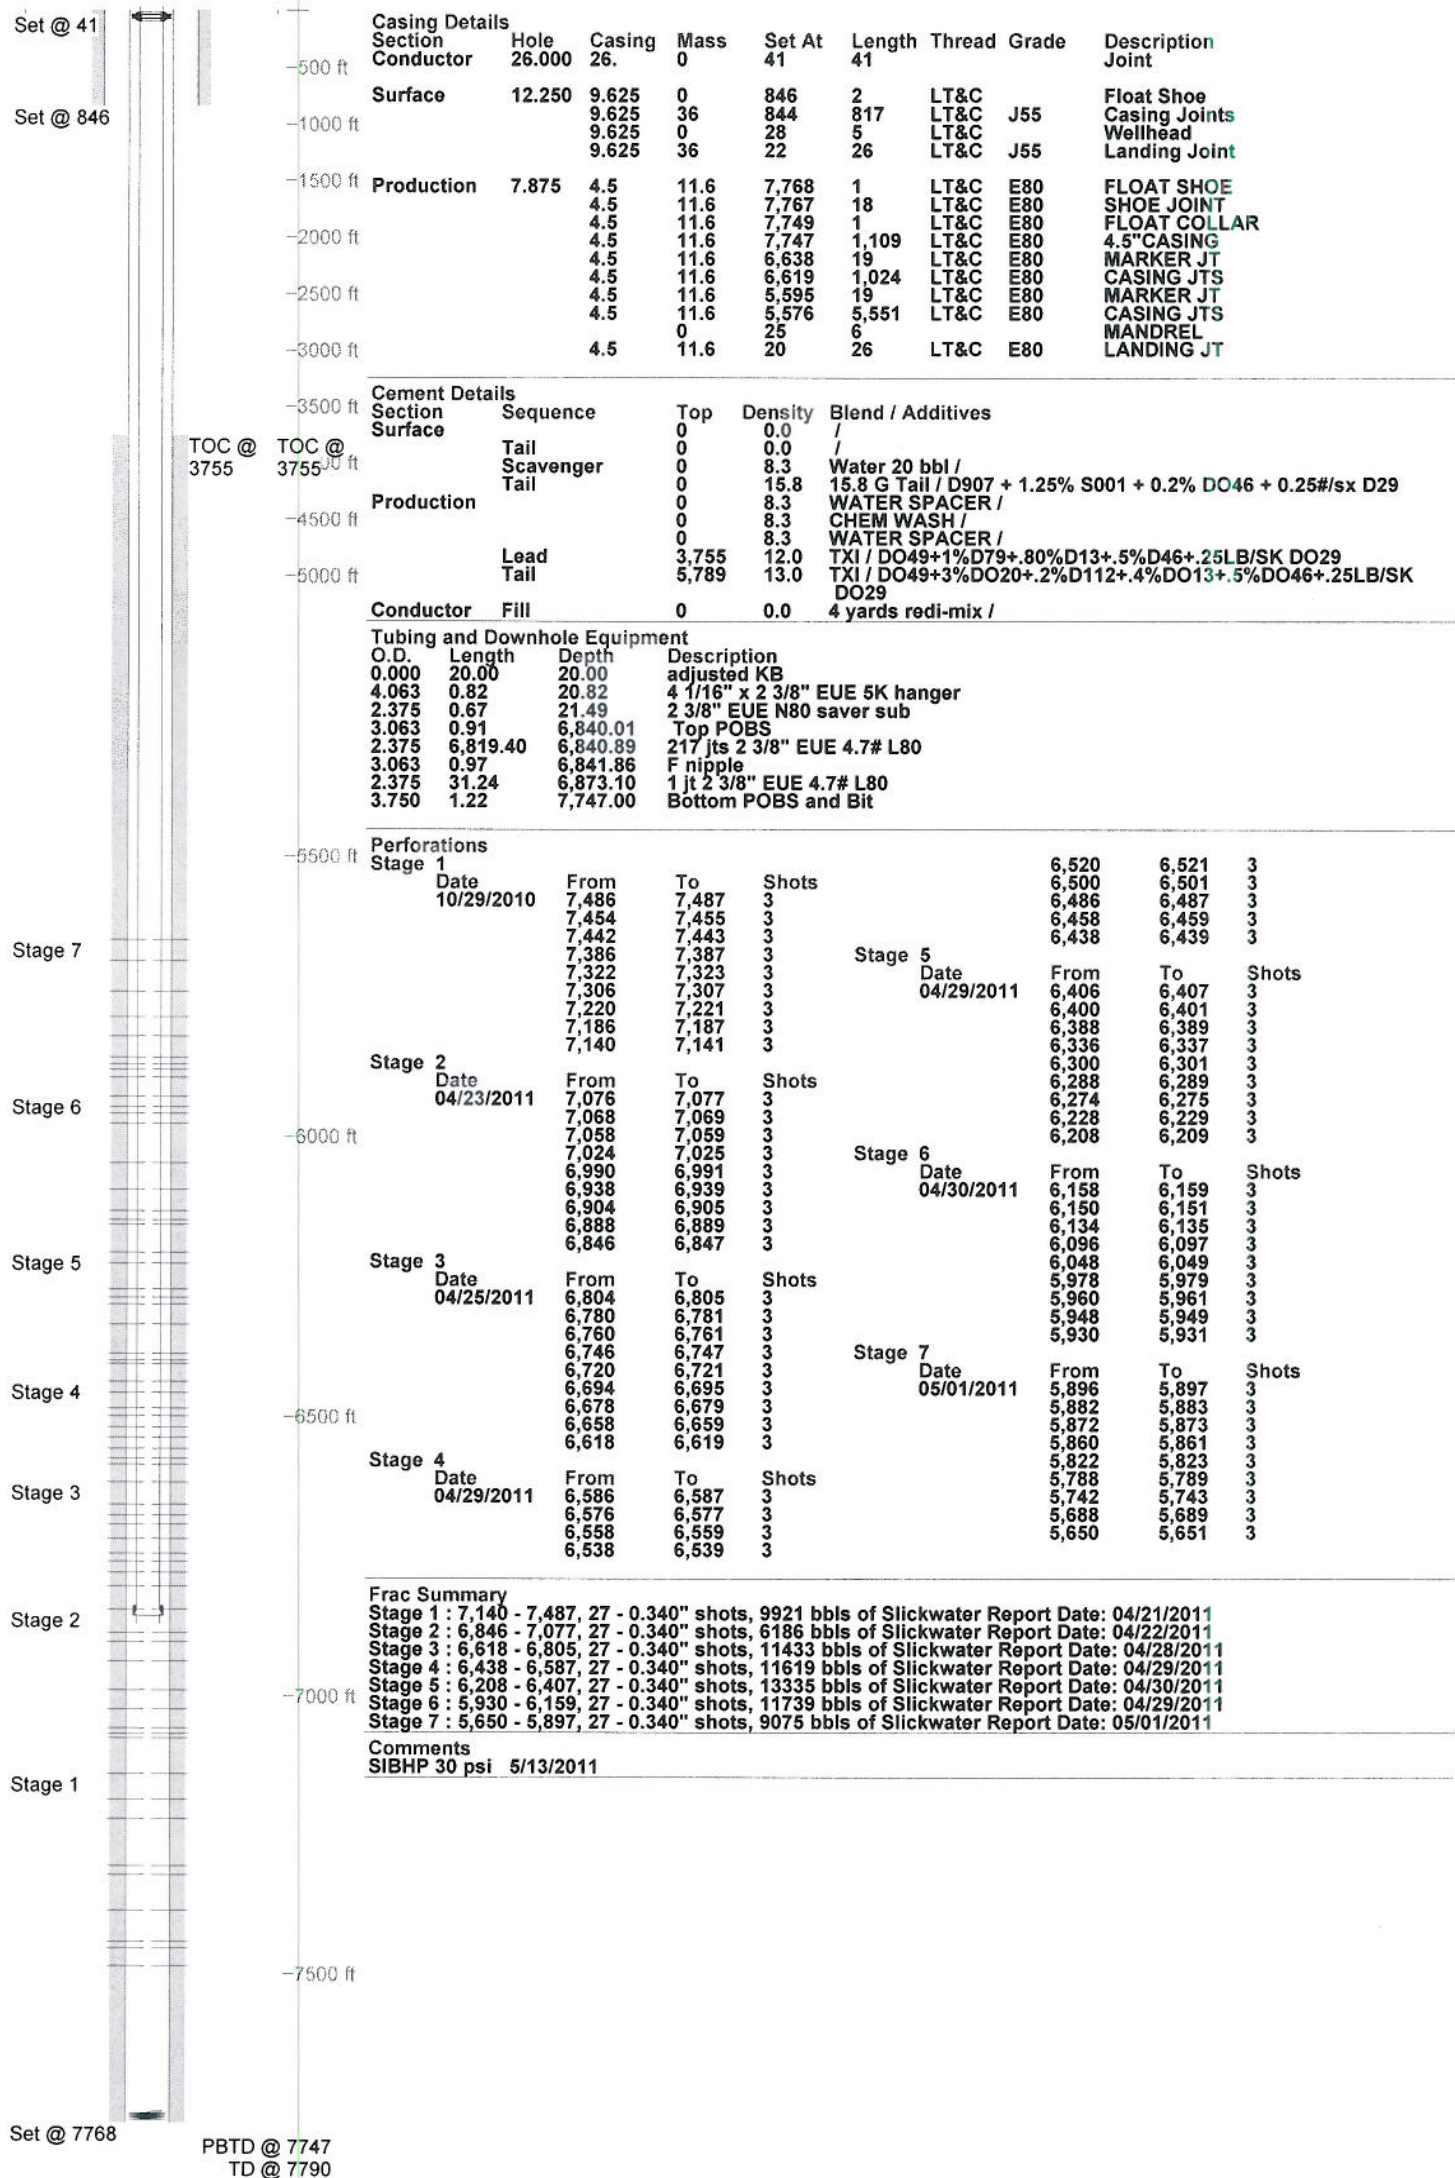 Set @ 41
Set @ 846
TOC @ TOC @
3755 3755
Stage 7
Stage 6
Stage 5
Stage 4
Stage 3
Stage 2
Stage 1
Set @ 7768
PBTD @ 7747
TD @ 7790
-500 ft
-1000 ft
-1500 ft
-2000 ft
-2500 ft
-3000 ft
-3500 ft
-4500 ft
-5000 ft
-5500 ft
-6000 ft
-6500 ft
-7000 ft
-7500 ft
Casing Details
Section Hole Casing Mass Set At Length Thread Grade Description
Conductor 26.000 26. 0 41 41 Joint
Surface 12.250 9.625 0 846 2 LT&C Float Shoe
9.625 36 844 817 LT&C J55 Casing Joints
9.625 0 28 5 LT&C Wellhead
9.625 36 22 26 LT&C J55 Landing Joint
Production 7.875 4.5 11.6 7,768 1 LT&C E80 FLOAT SHOE
4.5 11.6 7,767 18 LT&C E80 SHOE JOINT
4.5 11.6 7,749 1 LT&C E80 FLOAT COLLAR
4.5 11.6 7,747 1,109 LT&C E80 4.5"CASING
4.5 11.6 6,638 19 LT&C E80 MARKER JT
4.5 11.6 6,619 1,024 LT&C E80 CASING JTS
4.5 11.6 5,595 19 LT&C E80 MARKER JT
4.5 11.6 5,576 5,551 LT&C E80 CASING JTS
0 25 6 MANDREL
4.5 11.6 20 26 LT&C E80 LANDING JT
Cement Details
Section Sequence Top Density Blend / Additives
Surface 0 0.0 /
Tail 0 0.0 /
Scavenger 0 8.3 Water 20 bbl /
Tail 0 15.8 15.8 G Tail / D907 + 1.25% S001 + 0.2% DO46 + 0.25#/sx D29
Production 0 8.3 WATER SPACER /
0 8.3 CHEM WASH /
0 8.3 WATER SPACER /
Lead 3,755 12.0 TXI / DO49+1%D79+.80%D13+.5%D46+.25LB/SK DO29
Tail 5,789 13.0 TXI / DO49+3%DO20+.2%D112+.4%DO13+.5%DO46+.25LB/SK
DO29
Conductor Fill 0 0.0 4 yards redi-mix /
Tubing and Downhole Equipment
O.D. Length Depth Description
0.000 20.00 20.00 adjusted KB
4.063 0.82 20.82 4 1/16" x 2 3/8" EUE 5K hanger
2.375 0.67 21.49 2 3/8" EUE N80 saver sub
3.063 0.91 6,840.01 Top POBS
2.375 6,819.40 6,840.89 217 jts 2 3/8" EUE 4.7# L80
3.063 0.97 6,841.86 F nipple
2.375 31.24 6,873.10 1 jt 2 3/8" EUE 4.7# L80
3.750 1.22 7,747.00 Bottom POBS and Bit
Perforations
Stage 1
Date From To Shots
10/29/2010 7,486 7,487 3
7,454 7,455 3
7,442 7,443 3
7,386 7,387 3
7,322 7,323 3
7,306 7,307 3
7,220 7,221 3
7,186 7,187 3
7,140 7,141 3
Stage 2
Date From To Shots
04/23/2011 7,076 7,077 3
7,068 7,069 3
7,058 7,059 3
7,024 7,025 3
6,990 6,991 3
6,938 6,939 3
6,904 6,905 3
6,888 6,889 3
6,846 6,847 3
Stage 3
Date From To Shots
04/25/2011 6,804 6,805 3
6,780 6,781 3
6,760 6,761 3
6,746 6,747 3
6,720 6,721 3
6,694 6,695 3
6,678 6,679 3
6,658 6,659 3
6,618 6,619 3
Stage 4
Date From To Shots
04/29/2011 6,586 6,587 3
6,576 6,577 3
6,558 6,559 3
6,538 6,539 3
6,520 6,521 3
6,500 6,501 3
6,486 6,487 3
6,458 6,459 3
6,438 6,439 3
Stage 5
Date From To Shots
04/29/2011 6,406 6,407 3
6,400 6,401 3
6,388 6,389 3
6,336 6,337 3
6,300 6,301 3
6,288 6,289 3
6,274 6,275 3
6,228 6,229 3
6,208 6,209 3
Stage 6
Date From To Shots
04/30/2011 6,158 6,159 3
6,150 6,151 3
6,134 6,135 3
6,096 6,097 3
6,048 6,049 3
5,978 5,979 3
5,960 5,961 3
5,948 5,949 3
5,930 5,931 3
Stage 7
Date From To Shots
05/01/2011 5,896 5,897 3
5,882 5,883 3
5,872 5,873 3
5,860 5,861 3
5,822 5,823 3
5,788 5,789 3
5,742 5,743 3
5,688 5,689 3
5,650 5,651 3
Frac Summary
Stage 1 : 7,140 - 7,487, 27 - 0.340" shots, 9921 bbls of Slickwater Report Date: 04/21/2011
Stage 2 : 6,846 - 7,077, 27 - 0.340" shots, 6186 bbls of Slickwater Report Date: 04/22/2011
Stage 3 : 6,618 - 6,805, 27 - 0.340" shots, 11433 bbls of Slickwater Report Date: 04/28/2011
Stage 4 : 6,438 - 6,587, 27 - 0.340" shots, 11619 bbls of Slickwater Report Date: 04/29/2011
Stage 5 : 6,208 - 6,407, 27 - 0.340" shots, 13335 bbls of Slickwater Report Date: 04/30/2011
Stage 6 : 5,930 - 6,159, 27 - 0.340" shots, 11739 bbls of Slickwater Report Date: 04/29/2011
Stage 7 : 5,650 - 5,897, 27 - 0.340" shots, 9075 bbls of Slickwater Report Date: 05/01/2011
Comments
SIBHP 30 psi 5/13/2011